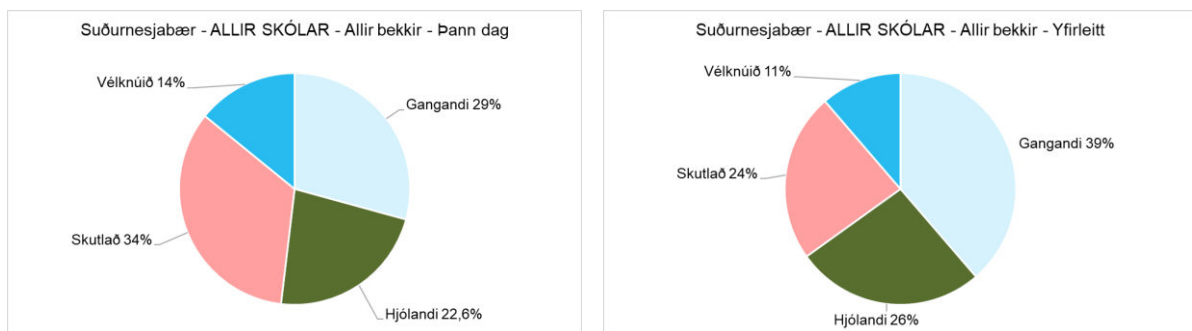 Suðurnesjabær - ALLIR SKÓLAR - Allir bekkir - Þann dag
Vélknúið 14%
Gangandi 29%
Skutlað 34%
Hjólandi 22,6%
Suðurnesjabær - ALLIR SKÓLAR - Allir bekkir - Yfirleitt
Vélknúið 11%
Gangandi 39%
Skutlað 24%
Hjólandi 26%